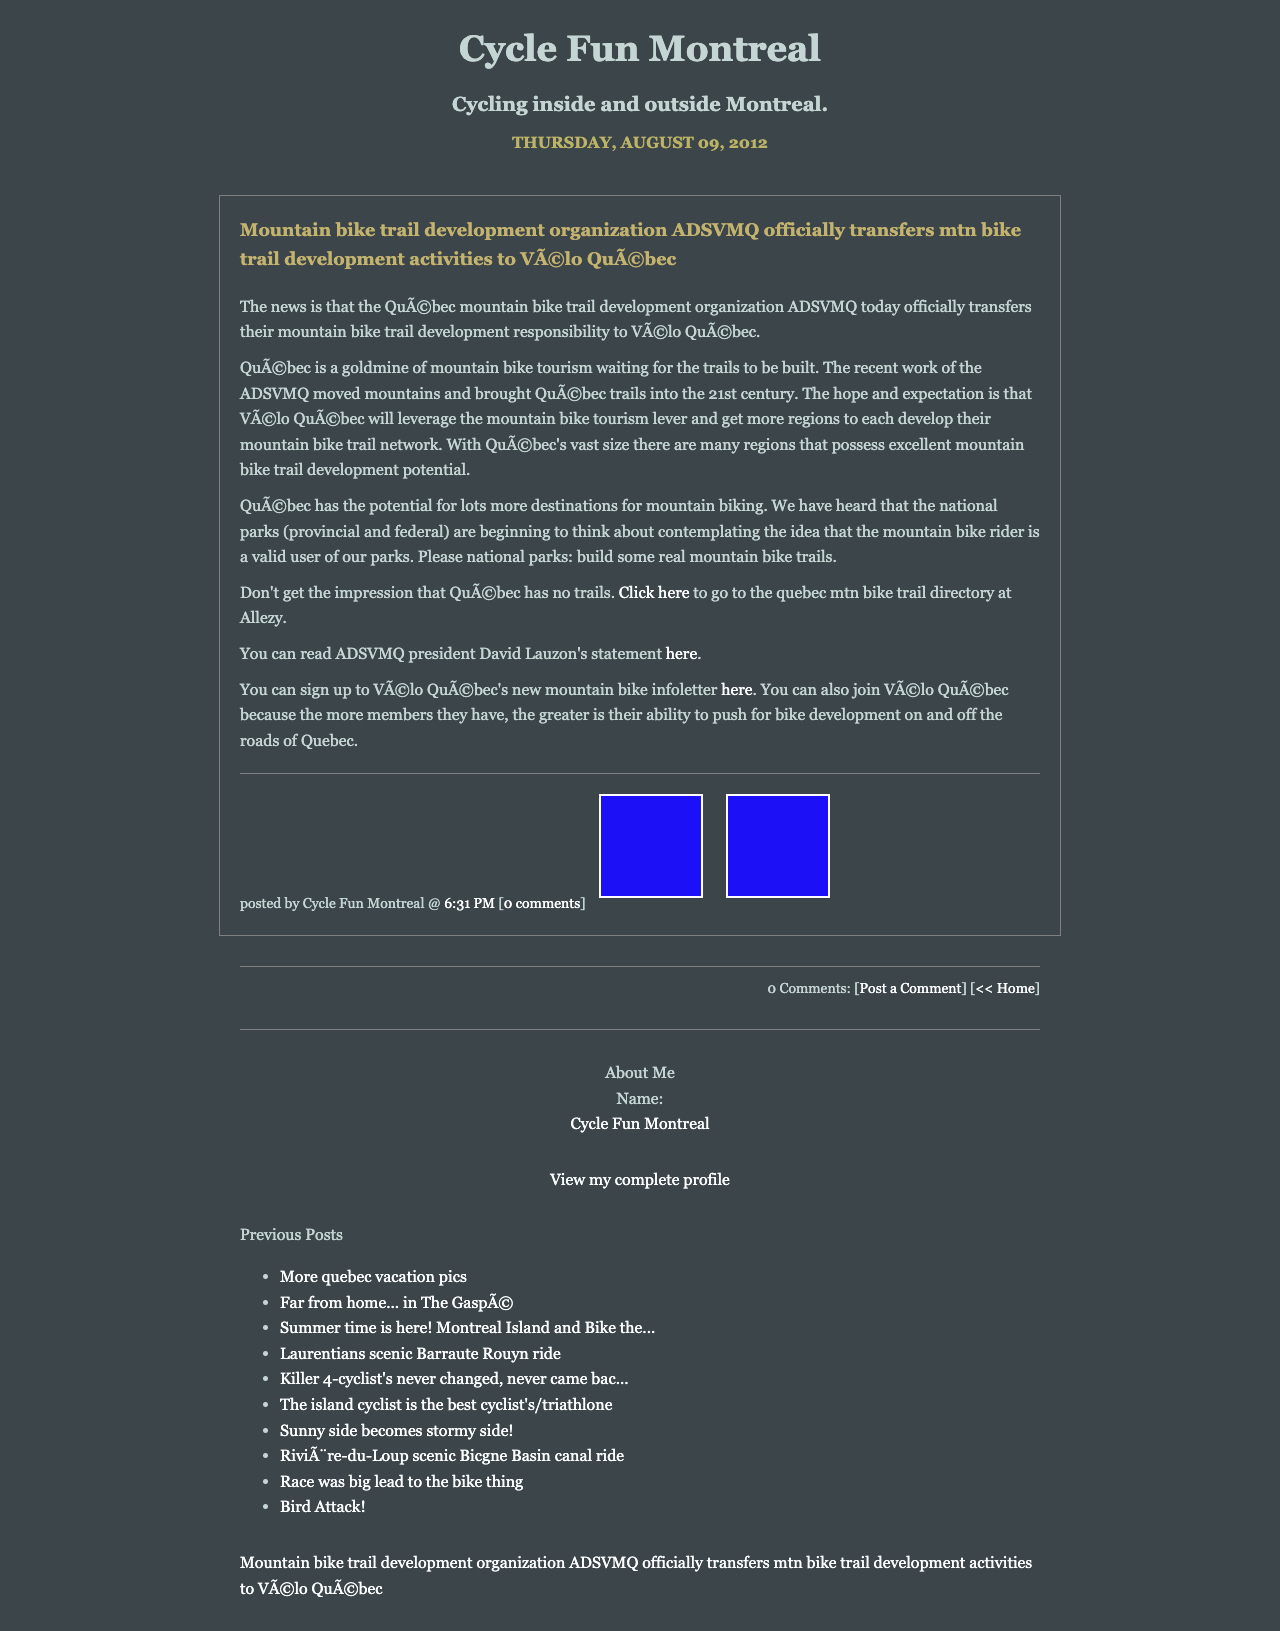 Cycle Fun Montreal
Cycling inside and outside Montreal.
THURSDAY, AUGUST 09, 2012
Mountain bike trail development organization ADSVMQ officially transfers mtn bike
trail development activities to VÃ©lo QuÃ©bec
The news is that the QuÃ©bec mountain bike trail development organization ADSVMQ today officially transfers
their mountain bike trail development responsibility to VÃ©lo QuÃ©bec.
QuÃ©bec is a goldmine of mountain bike tourism waiting for the trails to be built. The recent work of the
ADSVMQ moved mountains and brought QuÃ©bec trails into the 21st century. The hope and expectation is that
VÃ©lo QuÃ©bec will leverage the mountain bike tourism lever and get more regions to each develop their
mountain bike trail network. With QuÃ©bec's vast size there are many regions that possess excellent mountain
bike trail development potential.
QuÃ©bec has the potential for lots more destinations for mountain biking. We have heard that the national
parks (provincial and federal) are beginning to think about contemplating the idea that the mountain bike rider is
a valid user of our parks. Please national parks: build some real mountain bike trails.
Don't get the impression that QuÃ©bec has no trails. Click here to go to the quebec mtn bike trail directory at
Allezy.
You can read ADSVMQ president David Lauzon's statement here.
You can sign up to VÃ©lo QuÃ©bec's new mountain bike infoletter here. You can also join VÃ©lo QuÃ©bec
because the more members they have, the greater is their ability to push for bike development on and off the
roads of Quebec.
posted by Cycle Fun Montreal @ 6:31 PM [0 comments]
0 Comments: [Post a Comment] [<< Home]
About Me
Name:
Cycle Fun Montreal
View my complete profile
Previous Posts
• More quebec vacation pics
• Far from home... in The GaspÃ©
• Summer time is here! Montreal Island and Bike the...
• Laurentians scenic Barraute Rouyn ride
• Killer 4-cyclist's never changed, never came bac...
• The island cyclist is the best cyclist's/triathlone
• Sunny side becomes stormy side!
• RiviÃ¨re-du-Loup scenic Bicgne Basin canal ride
• Race was big lead to the bike thing
• Bird Attack!
Mountain bike trail development organization ADSVMQ officially transfers mtn bike trail development activities
to VÃ©lo QuÃ©bec